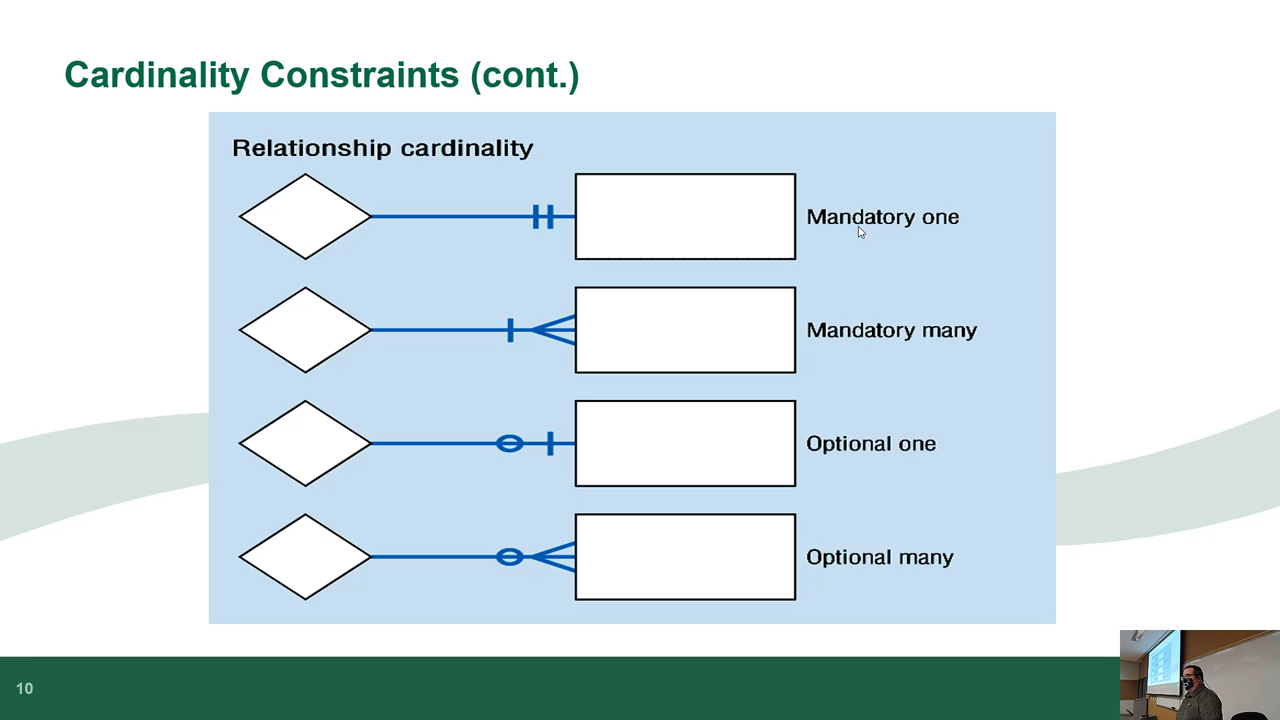 Cardinality Constraints (cont.)
Relationship cardinality
Mandatory one
Mandatory many
Optional one
Optional many
10